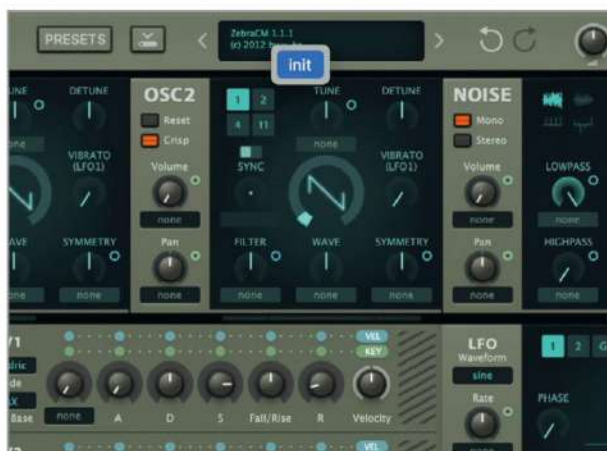 PRESETS
ZebraCM 1.1.1
(c) 2012
init
UNE
DETUNE
none
VIBRATO
(LFO1)
WAVE
SYMMETRY
none
none
OSC2
Reset
Crisp
Volume
none
Pan
none
1 2
4 11
SYNC
TUNE
none
DETUNE
VIBRATO
(LFO1)
FILTER
WAVE
SYMMETRY
none
none
none
NOISE
Mono
Stereo
Volume
none
Pan
none
LOWPASS
none
HIGHPASS
none
VEL
KEY
Base
none
A
D
S
Fall/Rise
R
Velocity
VEL
LFO
Waveform
sine
Rate
none
1 2 G
PHASE